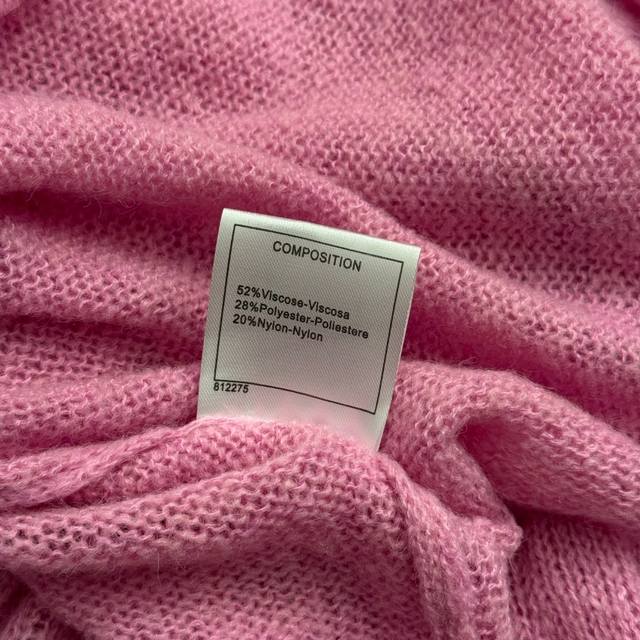 COMPOSITION
52%Viscose-Viscosa
28%Polyester-Poliestere
20%Nylon-Nylon
812275